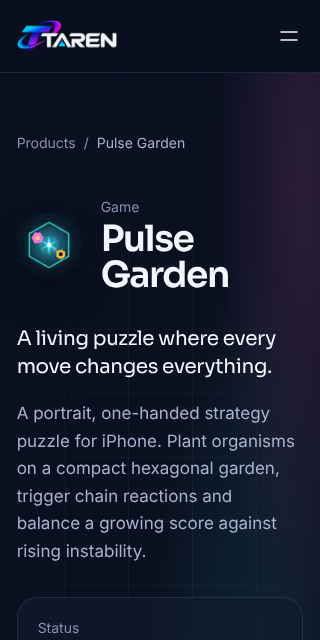 TAREN
Products / Pulse Garden
Game
Pulse
Garden
A living puzzle where every
move changes everything.
A portrait, one-handed strategy
puzzle for iPhone. Plant organisms
on a compact hexagonal garden,
trigger chain reactions and
balance a growing score against
rising instability.
Status